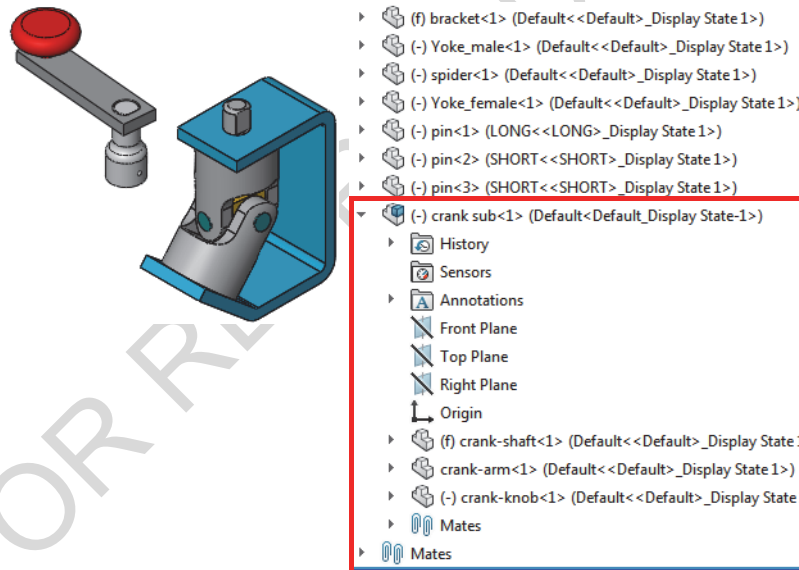 (f) bracket<1> (Default<<Default>_Display State 1>)
(-) Yoke_male<1> (Default<<Default>_Display State 1>)
(-) spider<1> (Default<<Default>_Display State 1>)
(-) Yoke_female<1> (Default<<Default>_Display State 1>)
(-) pin<1> (LONG<<LONG>_Display State 1>)
(-) pin<2> (SHORT<<SHORT>_Display State 1>)
(-) pin<3> (SHORT<<SHORT>_Display State 1>)
(-) crank sub<1> (Default<Default_Display State-1>)
History
Sensors
A Annotations
Front Plane
Top Plane
Right Plane
Origin
(f) crank-shaft<1> (Default<<Default>_Display State
crank-arm<1> (Default<<Default>_Display State 1>)
(-) crank-knob<1> (Default<<Default>_Display State
Mates
Mates
OR R